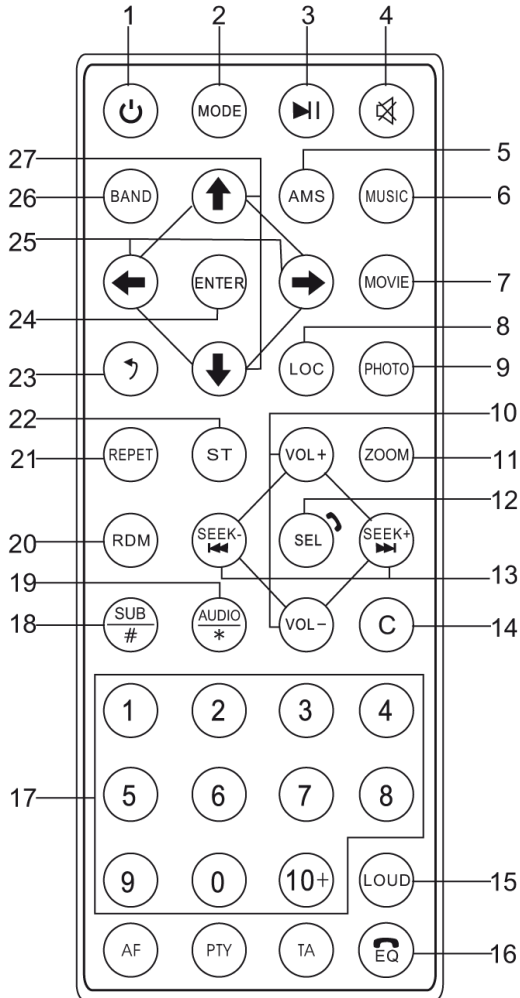 1 2 3 4
MODE
27
5
26 BAND AMS MUSIC 6
25
ENTER MOVIE 7
24
8
23 LOC PHOTO 9
22
10
21 REPET ST VOL+ ZOOM 11
12
20 RDM SEEK- SEL SEEK+
19
13
18 SUB/# AUDIO/* VOL- C 14
1 2 3 4
17 5 6 7 8
9 0 10+ LOUD 15
AF PTY TA EQ 16